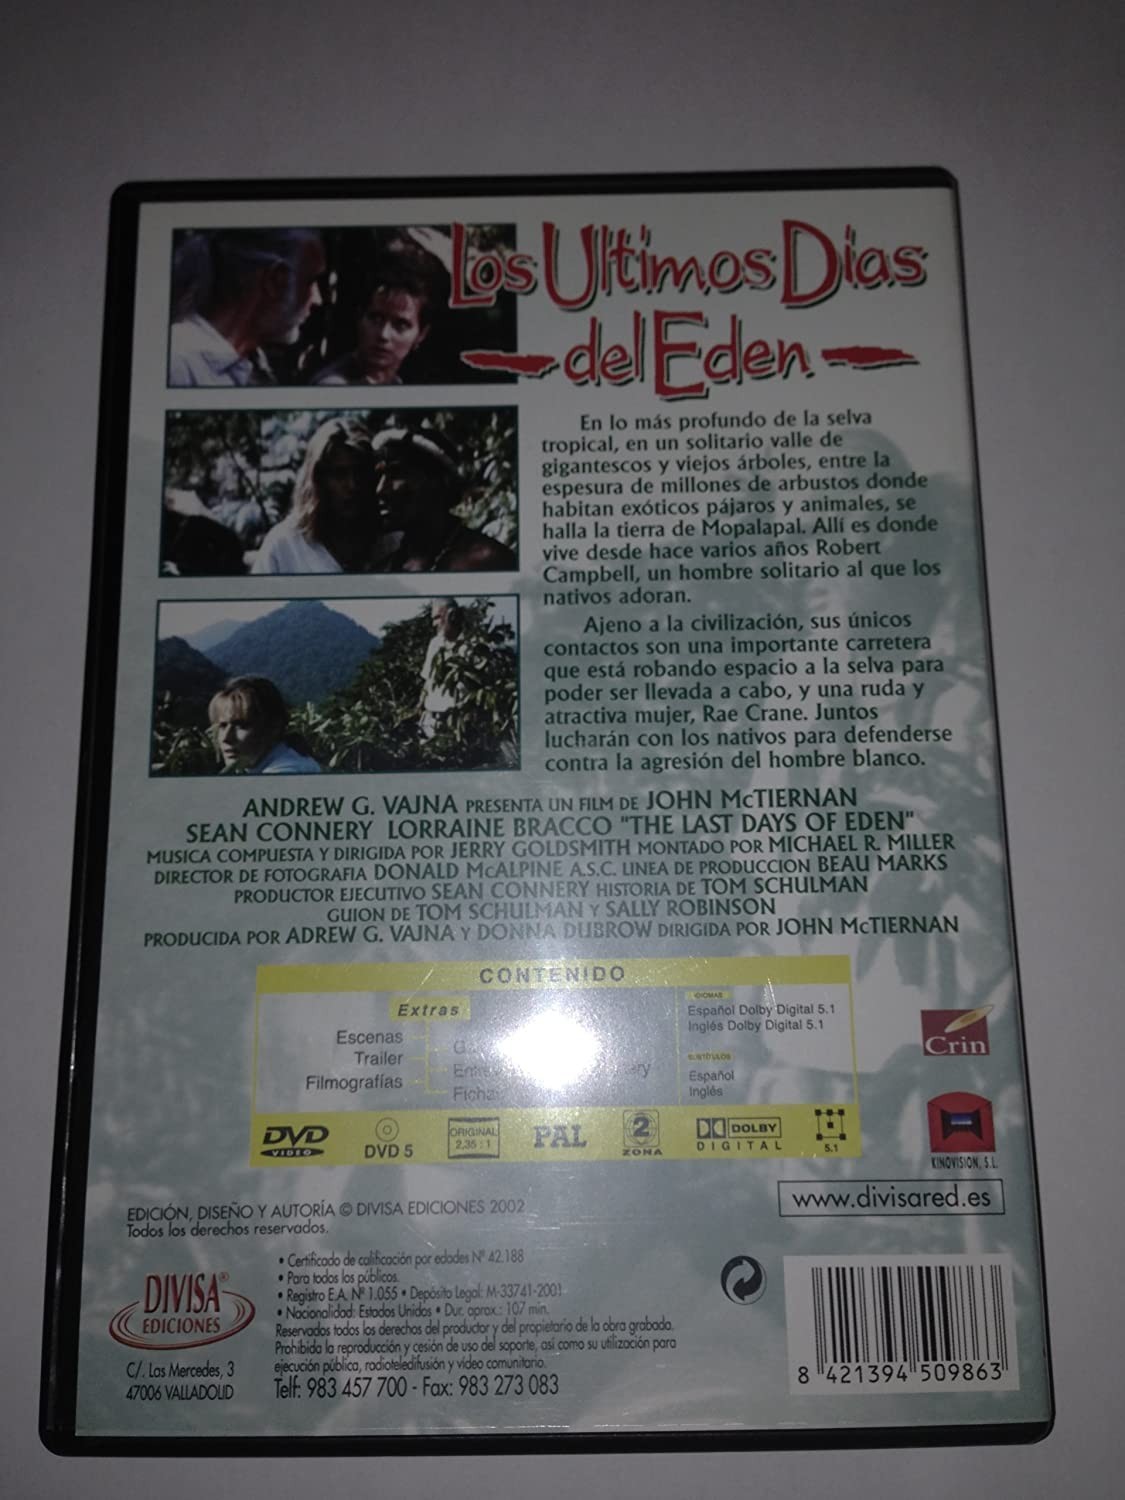 Los Ultimos Dias
del Eden
En lo más profundo de la selva
tropical, en un solitario valle de
gigantescos y viejos árboles, entre la
espesura de millones de arbustos donde
habitan exóticos pájaros y animales, se
halla la tierra de Mopalapal. Allí es donde
vive desde hace varios años Robert
Campbell, un hombre solitario al que los
nativos adoran.
Ajeno a la civilización, sus únicos
contactos son una importante carretera
que está robando espacio a la selva para
poder ser llevada a cabo, y una ruda y
atractiva mujer, Rae Crane. Juntos
lucharán con los nativos para defenderse
contra la agresión del hombre blanco.
ANDREW G. VAJNA PRESENTA UN FILM DE JOHN McTIERNAN
SEAN CONNERY LORRAINE BRACCO "THE LAST DAYS OF EDEN"
MUSICA COMPUESTA Y DIRIGIDA POR JERRY GOLDSMITH MONTADO POR MICHAEL R. MILLER
DIRECTOR DE FOTOGRAFIA DONALD McALPINE A.S.C. LINEA DE PRODUCCION BEAU MARKS
PRODUCTOR EJECUTIVO SEAN CONNERY HISTORIA DE TOM SCHULMAN
GUION DE TOM SCHULMAN Y SALLY ROBINSON
PRODUCIDA POR ADREW G. VAJNA Y DONNA DUBROW DIRIGIDA POR JOHN McTIERNAN
CONTENIDO
Extras
Escenas
Trailer
Filmografías
IDIOMAS
Español Dolby Digital 5.1
Inglés Dolby Digital 5.1
SUBTÍTULOS
Español
Inglés
DVD VIDEO
DVD 5
ORIGINAL
2,35:1
PAL
2
ZONA
DOLBY
DIGITAL
5.1
Crin
KINOVISION, S.L.
www.divisared.es
EDICIÓN, DISEÑO Y AUTORÍA © DIVISA EDICIONES 2002
Todos los derechos reservados.
• Certificado de calificación por edades Nº 42.188
• Para todos los públicos.
• Registro E.A. Nº 1.055 • Depósito Legal: M-33741-2001
• Nacionalidad: Estados Unidos • Dur. aprox.: 107 min.
Reservados todos los derechos del productor y del propietario de la obra grabada.
Prohibida la reproducción y cesión de uso del soporte, así como su utilización para
ejecución pública, radioteledifusión y video comunitario.
Telf: 983 457 700 - Fax: 983 273 083
DIVISA®
EDICIONES
C/. Las Mercedes, 3
47006 VALLADOLID
8 421394 509863